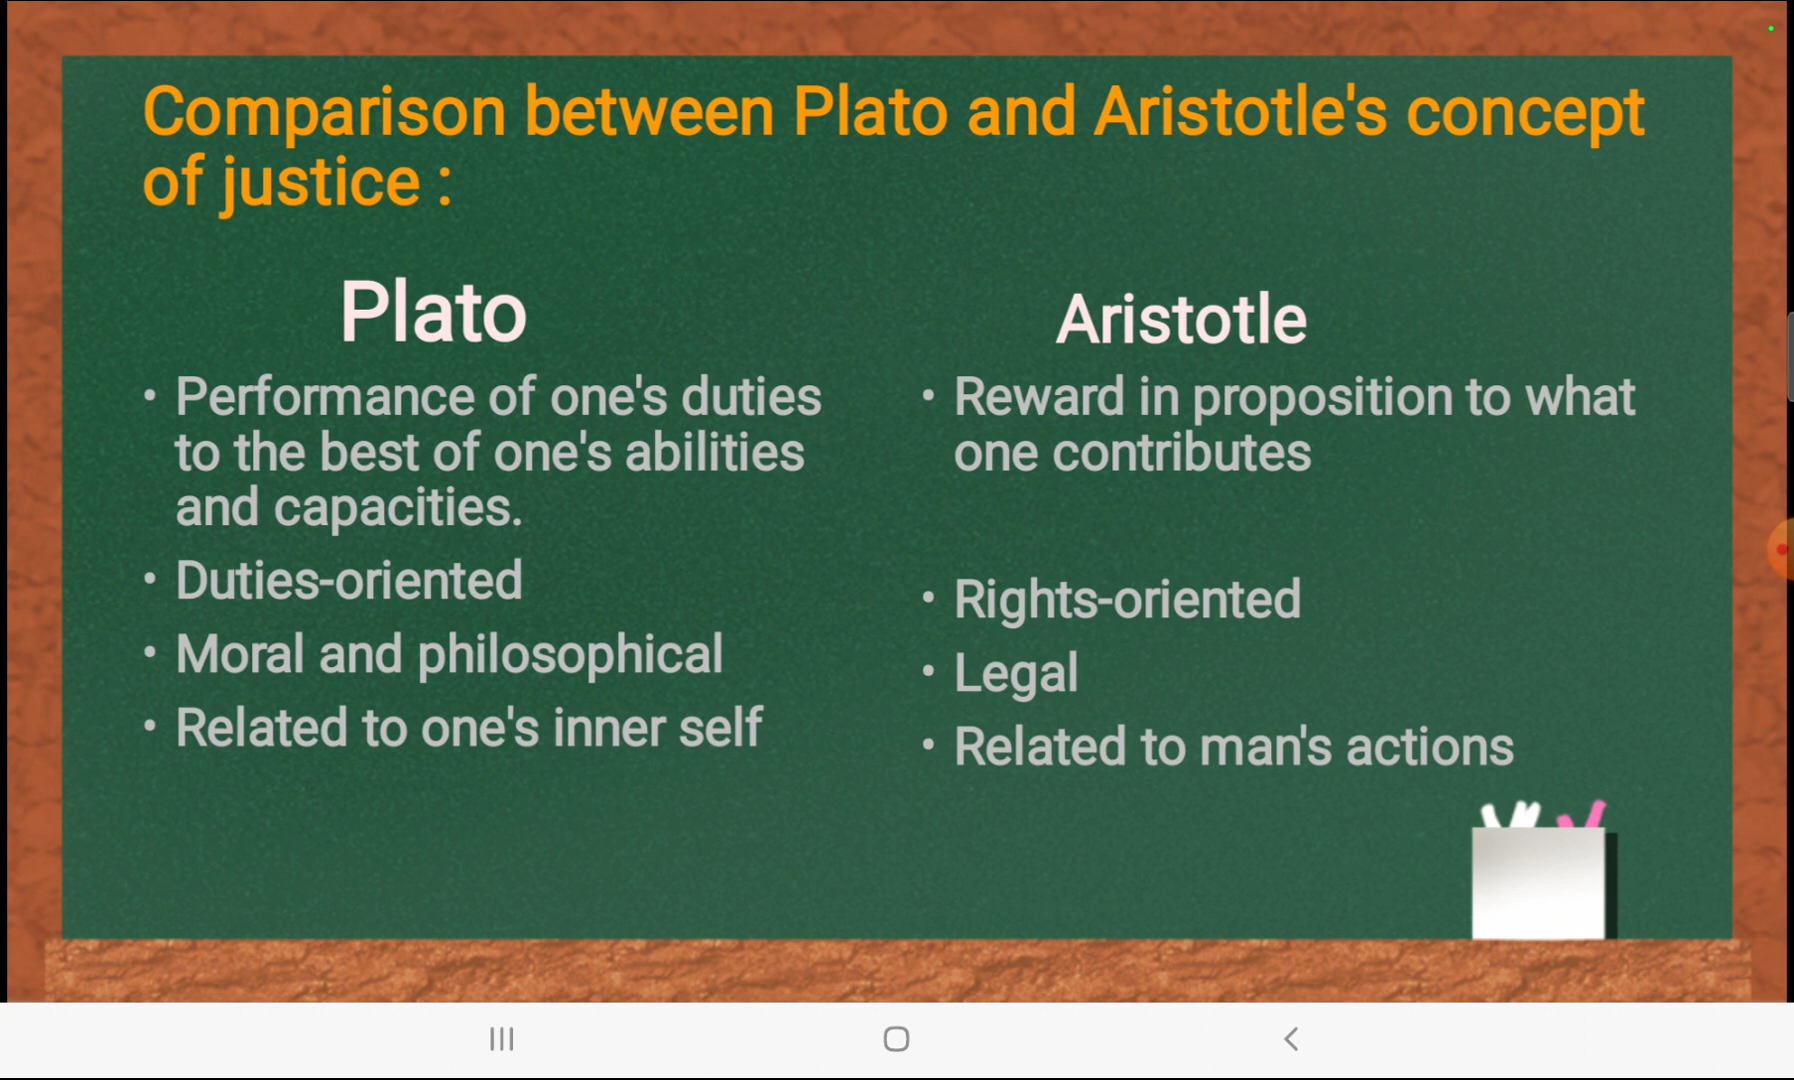 Comparison between Plato and Aristotle's concept
of justice :
Plato
• Performance of one's duties
to the best of one's abilities
and capacities.
• Duties-oriented
• Moral and philosophical
• Related to one's inner self
Aristotle
• Reward in proposition to what
one contributes
• Rights-oriented
• Legal
• Related to man's actions